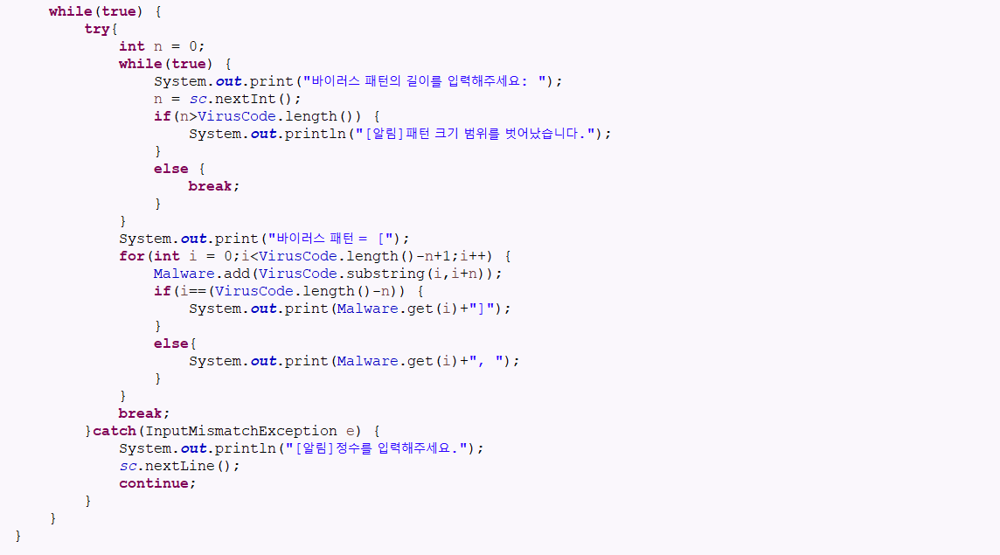 while(true) {
try{
int n = 0;
while(true) {
System.out.print("바이러스 패턴의 길이를 입력해주세요: ");
n = sc.nextInt();
if(n>VirusCode.length()) {
System.out.println("[알림]패턴 크기 범위를 벗어났습니다.");
}
else {
break;
}
}
System.out.print("바이러스 패턴 = [");
for(int i = 0;i<VirusCode.length()-n+1;i++) {
Malware.add(VirusCode.substring(i,i+n));
if(i==(VirusCode.length()-n)) {
System.out.print(Malware.get(i)+"]");
}
else{
System.out.print(Malware.get(i)+", ");
}
}
break;
}catch(InputMismatchException e) {
System.out.println("[알림]정수를 입력해주세요.");
sc.nextLine();
continue;
}
}
}